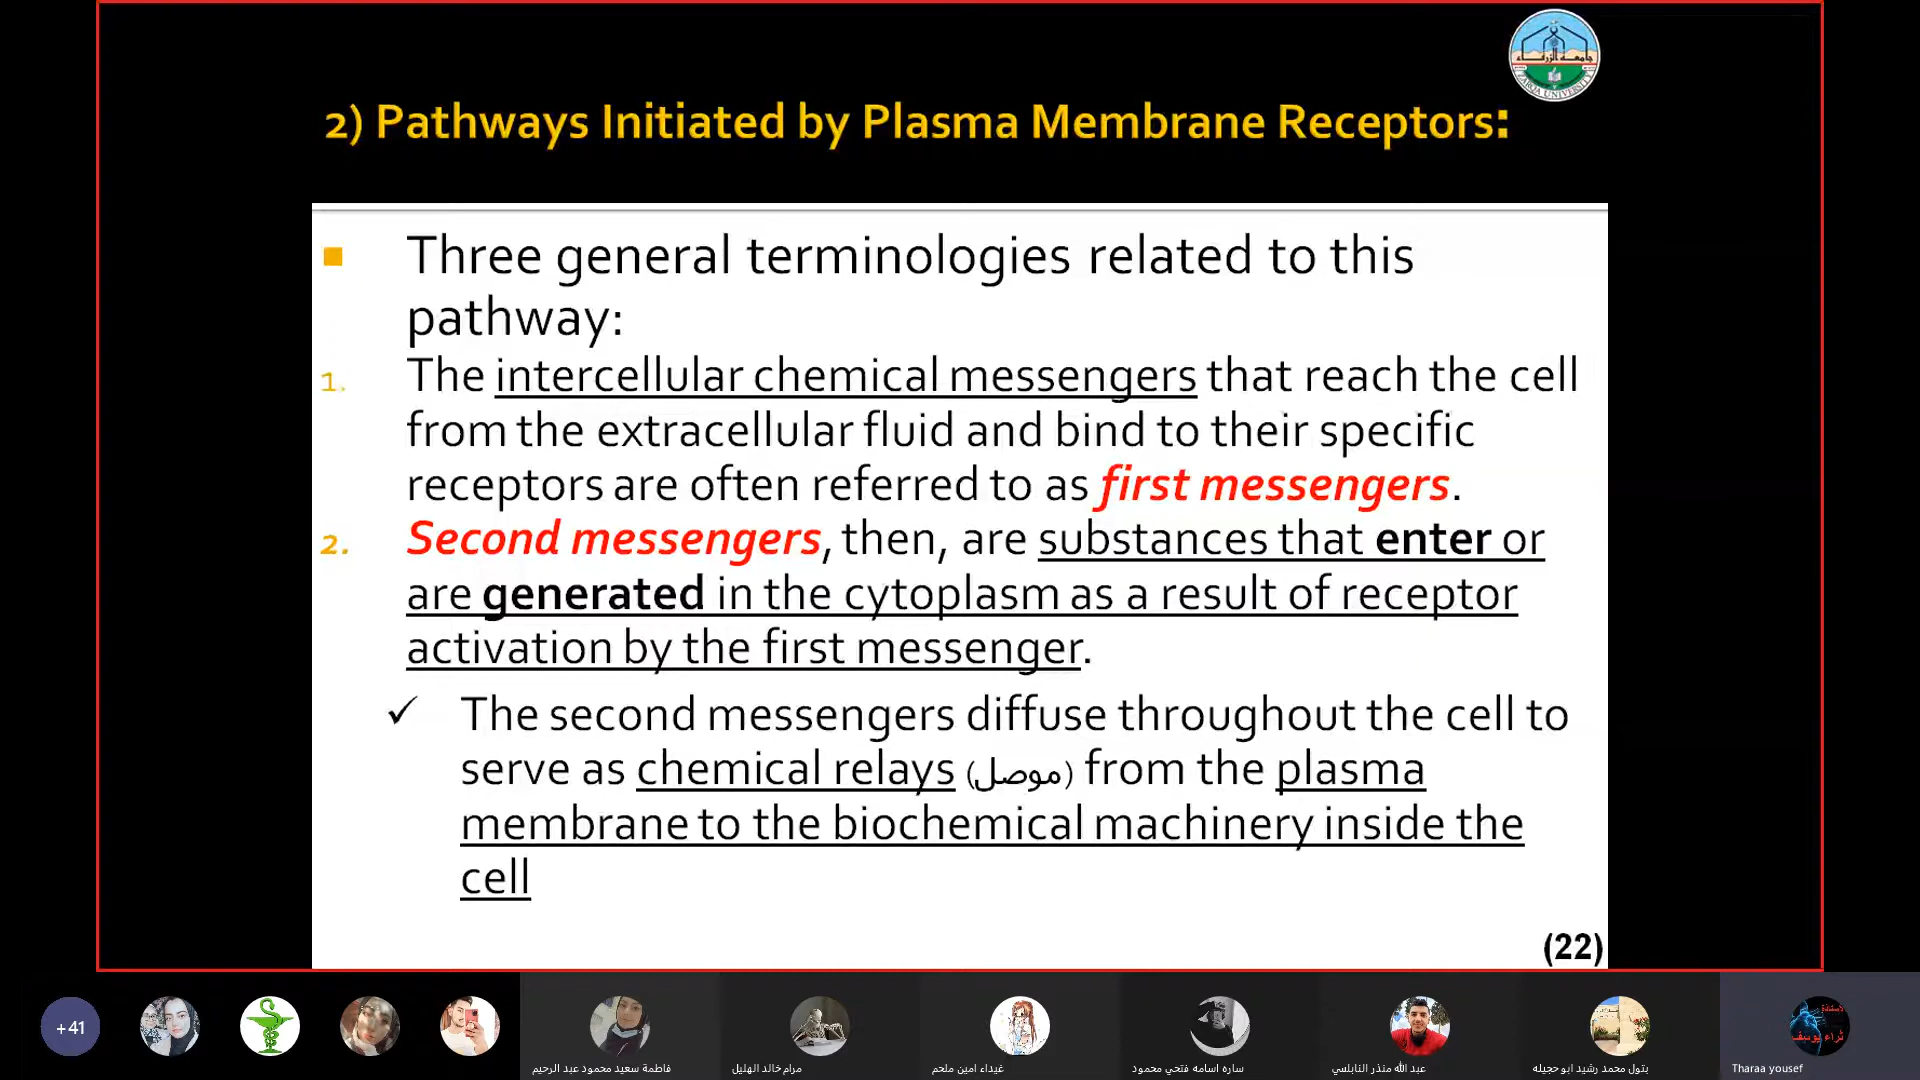 جامعة الزرقاء
ZARQA UNIVERSITY
2) Pathways Initiated by Plasma Membrane Receptors:
Three general terminologies related to this
pathway:
1. The intercellular chemical messengers that reach the cell
from the extracellular fluid and bind to their specific
receptors are often referred to as first messengers.
2. Second messengers, then, are substances that enter or
are generated in the cytoplasm as a result of receptor
activation by the first messenger.
✓ The second messengers diffuse throughout the cell to
serve as chemical relays (موصل) from the plasma
membrane to the biochemical machinery inside the
cell
(22)
+41
فاطمة سعيد محمود عبد الرحيم
مرام خالد الهليل
غيداء امين ملحم
ساره اسامه فتحي محمود
عبد الله منذر النابلسي
بتول محمد رشيد ابو حجيله
ثراء يوسف
Tharaa yousef